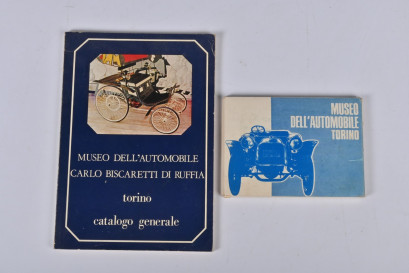 MUSEO DELL'AUTOMOBILE
CARLO BISCARETTI DI RUFFIA
torino
catalogo generale
MUSEO
DELL'AUTOMOBILE
TORINO